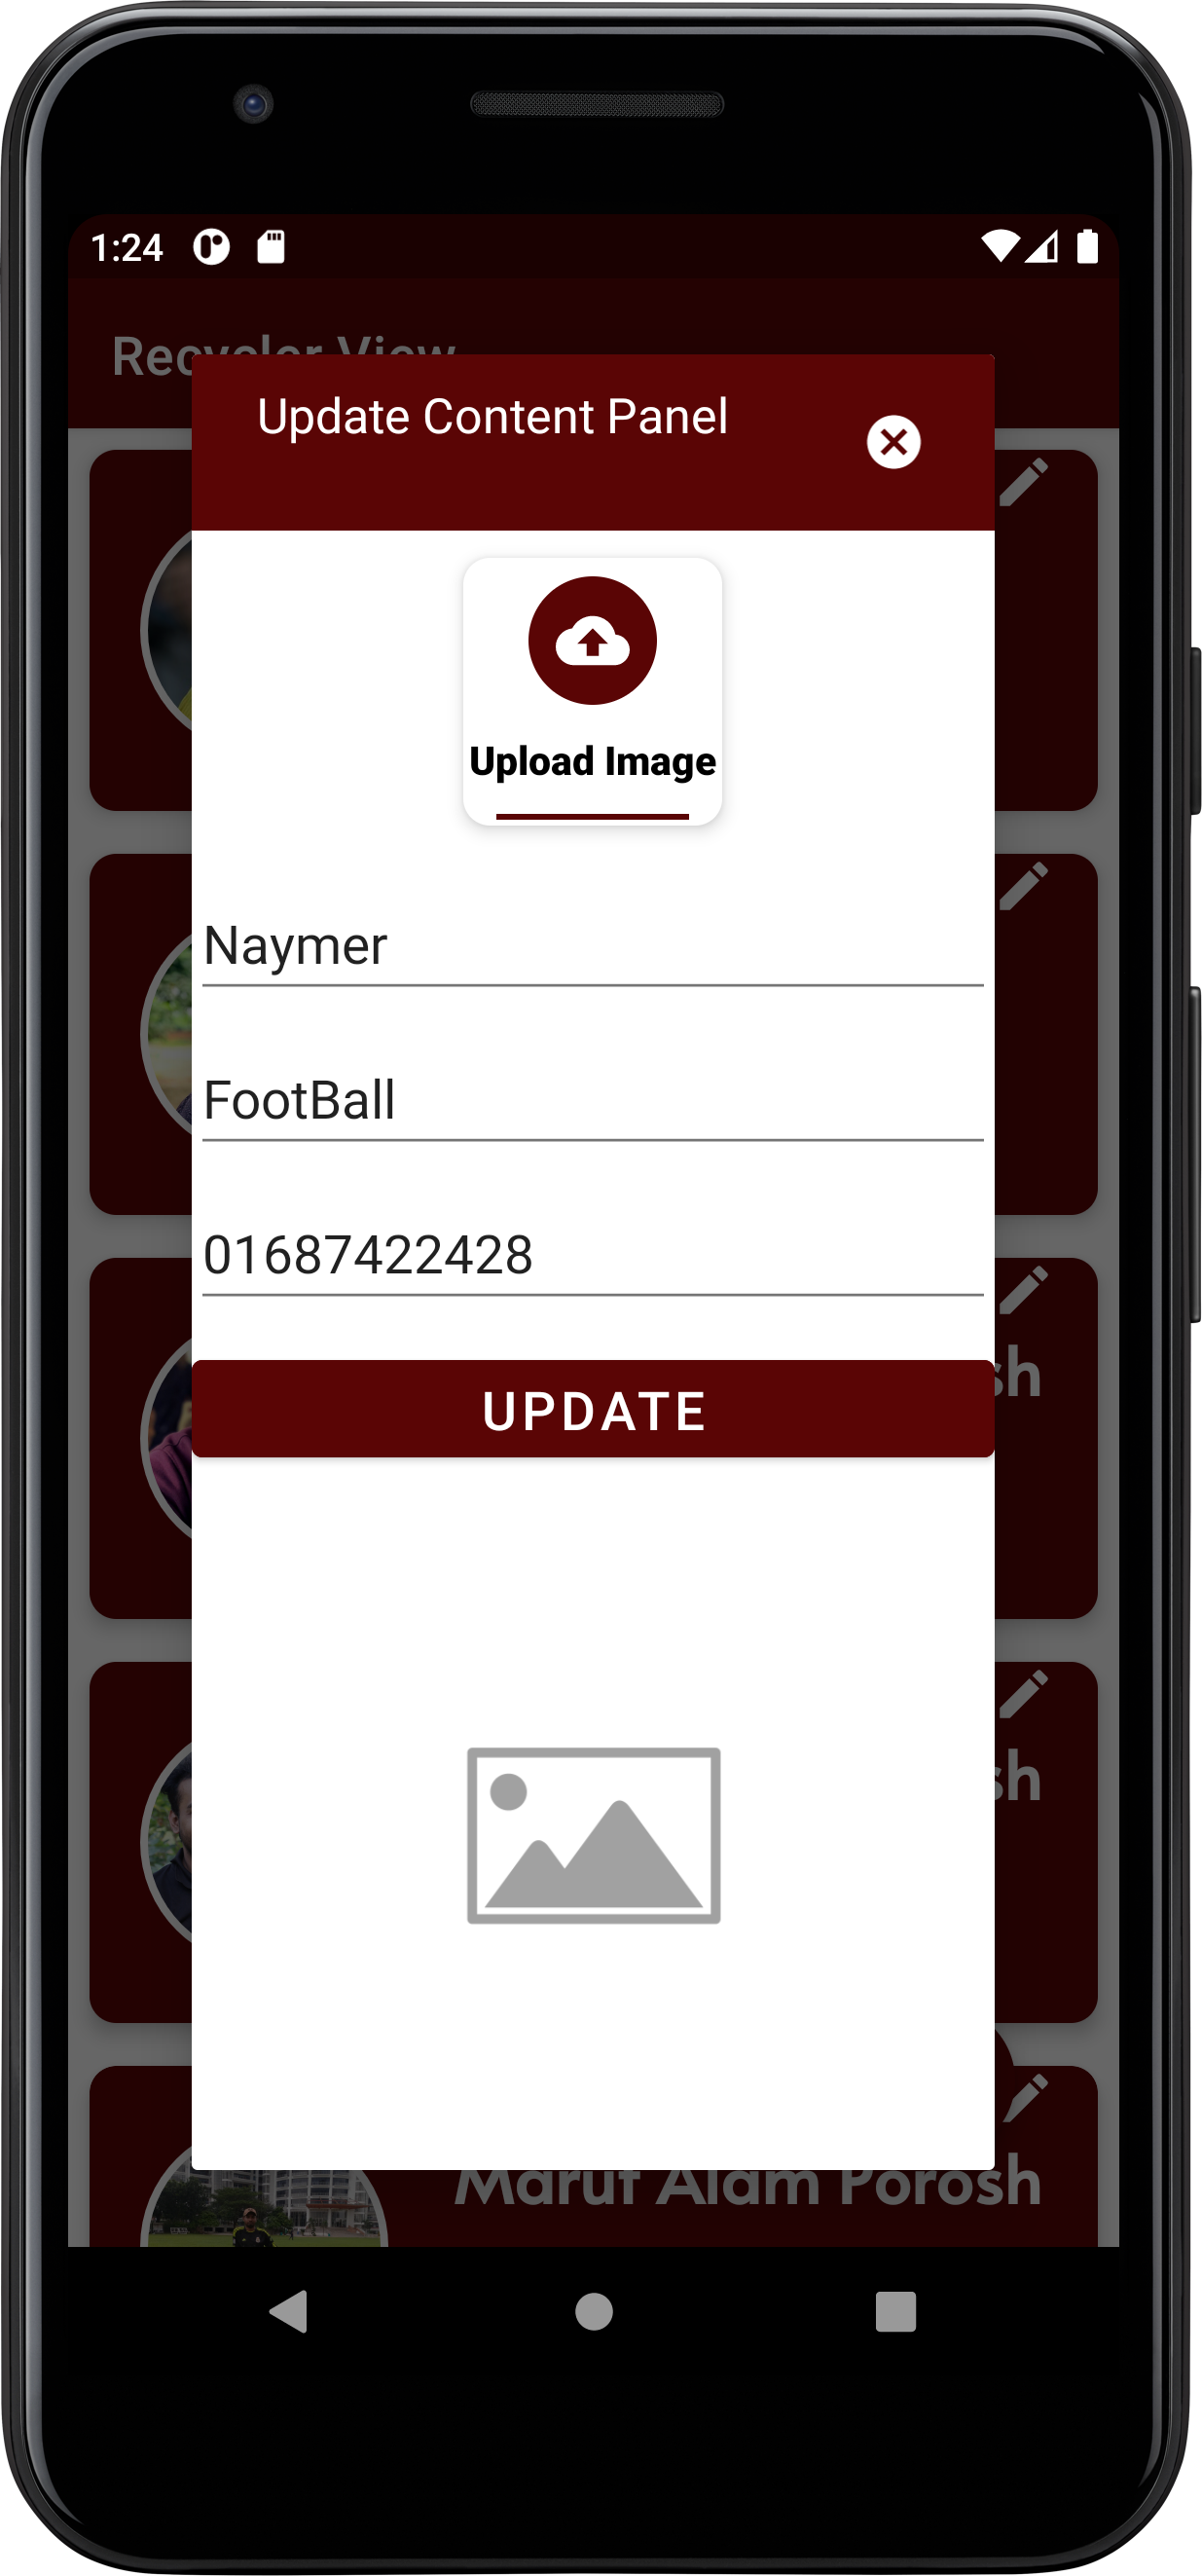 1:24
Recycler View
Update Content Panel
Upload Image
Naymer
FootBall
01687422428
UPDATE
sh
sh
Maruf Alam Porosh